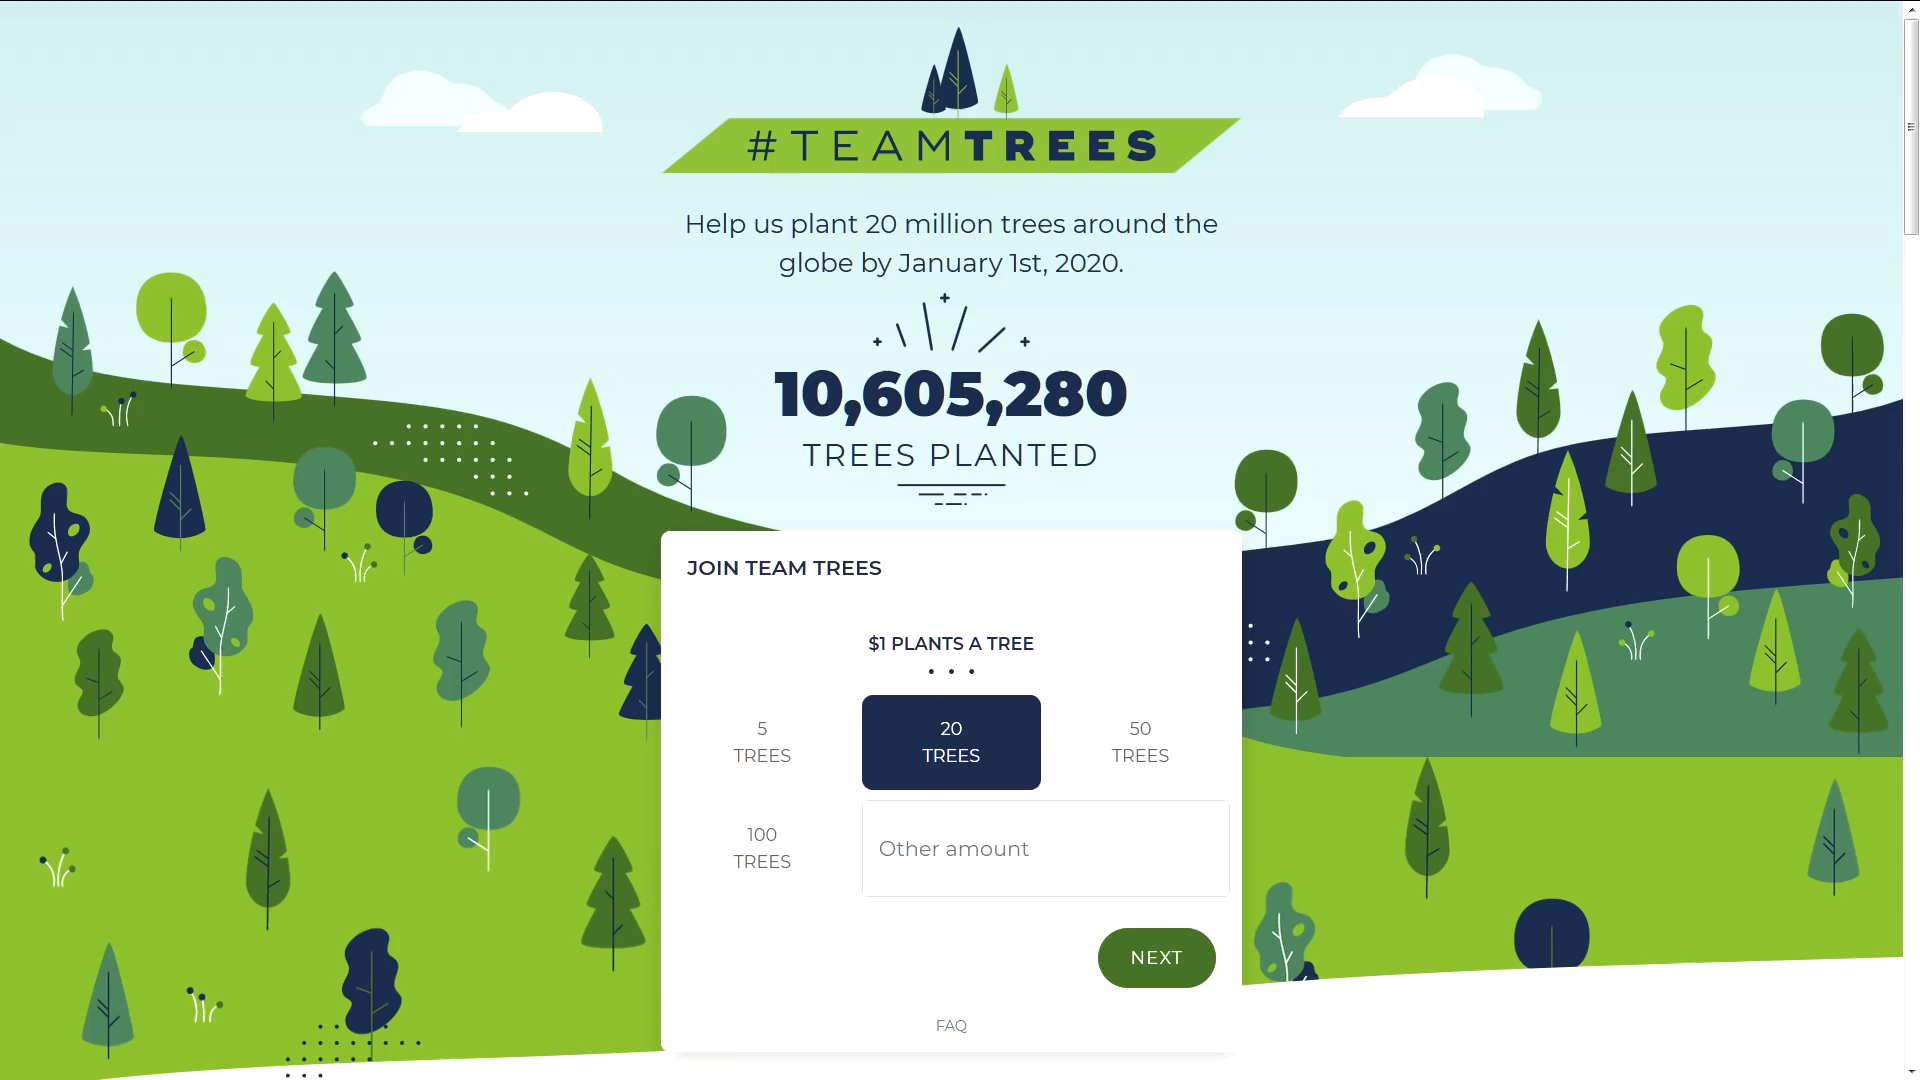 #TEAMTREES
Help us plant 20 million trees around the
globe by January 1st, 2020.
10,605,280
TREES PLANTED
JOIN TEAM TREES
$1 PLANTS A TREE
5
TREES
20
TREES
50
TREES
100
TREES
Other amount
NEXT
FAQ